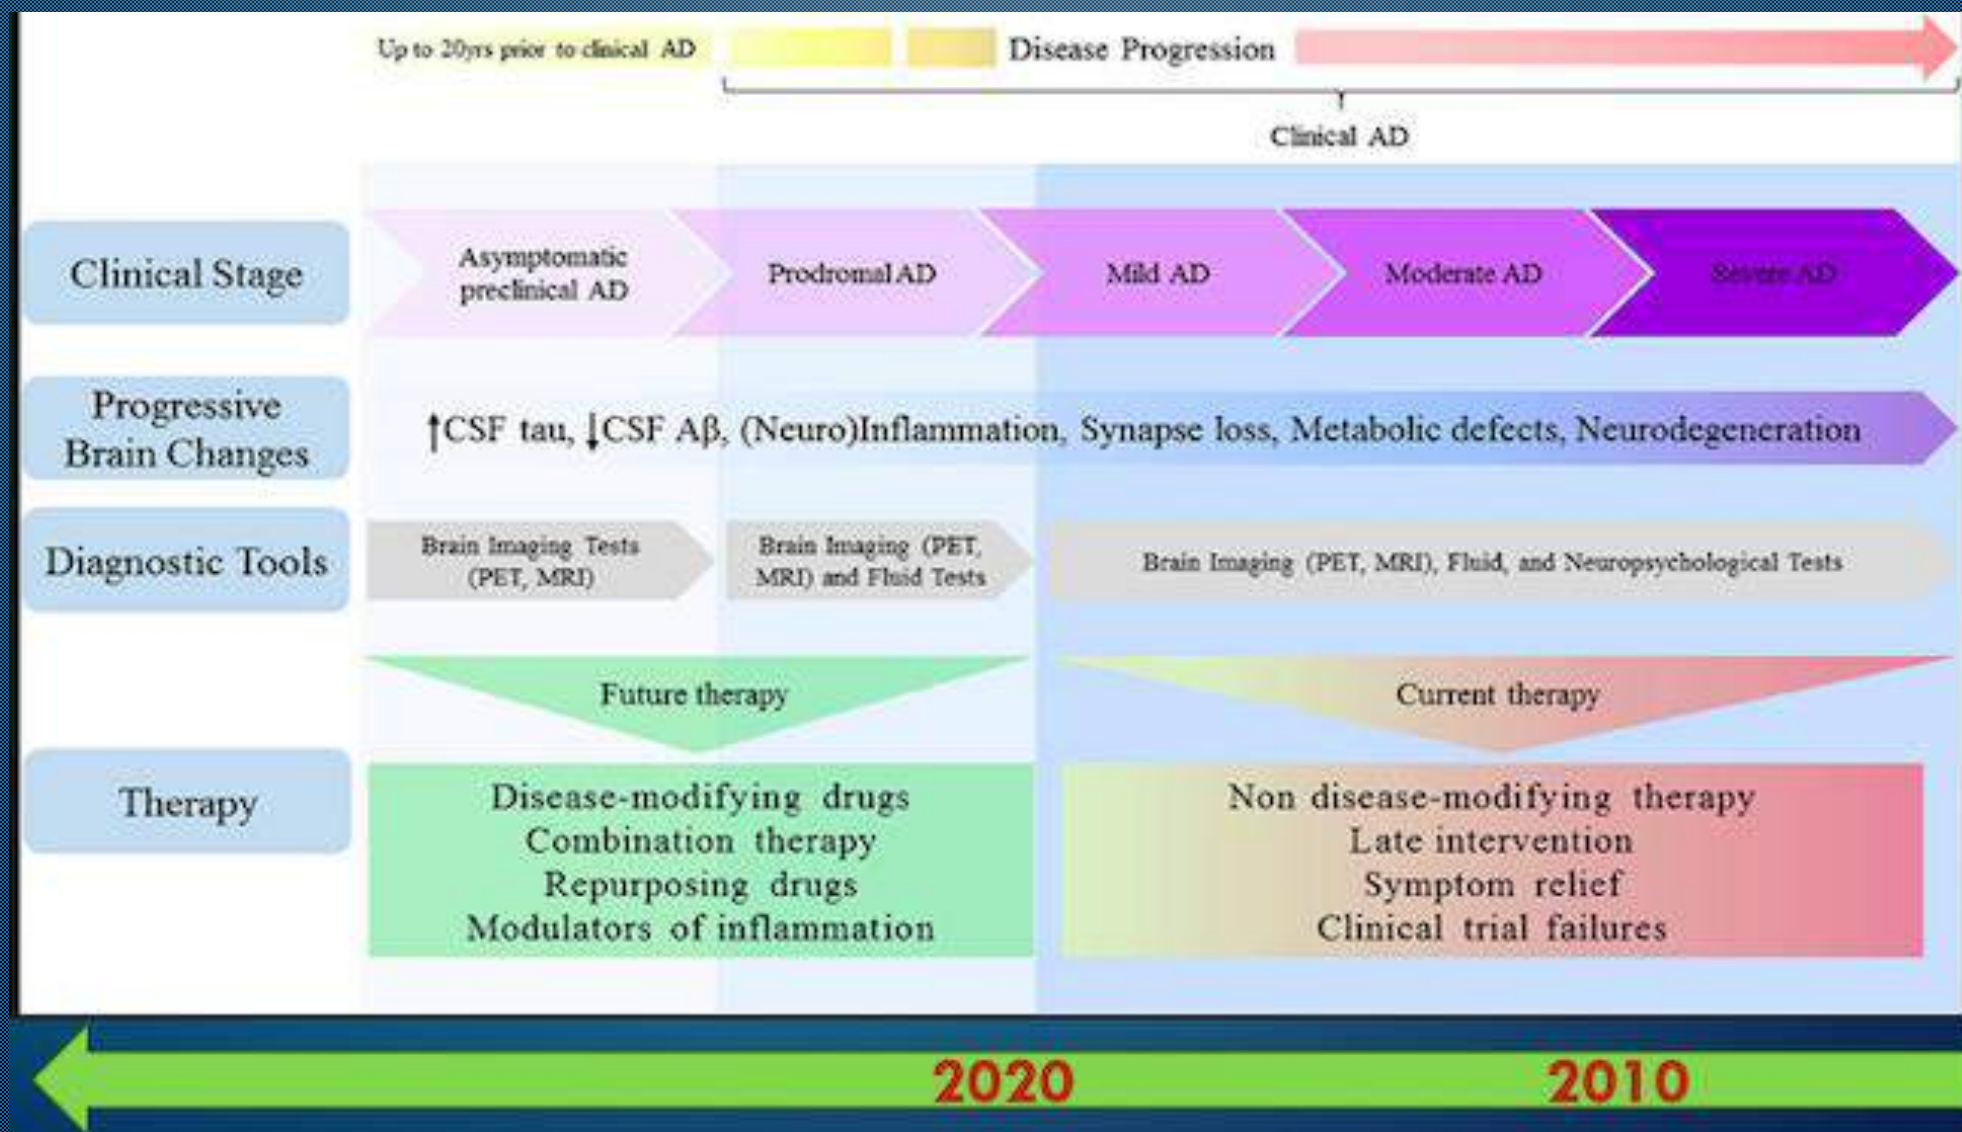 Up to 20yrs prior to clinical AD
Disease Progression
Clinical AD
Clinical Stage
Asymptomatic
preclinical AD
Prodromal AD
Mild AD
Moderate AD
Severe AD
Progressive
Brain Changes
↑CSF tau, ↓CSF Aβ, (Neuro)Inflammation, Synapse loss, Metabolic defects, Neurodegeneration
Diagnostic Tools
Brain Imaging Tests
(PET, MRI)
Brain Imaging (PET,
MRI) and Fluid Tests
Brain Imaging (PET, MRI), Fluid, and Neuropsychological Tests
Future therapy
Current therapy
Therapy
Disease-modifying drugs
Combination therapy
Repurposing drugs
Modulators of inflammation
Non disease-modifying therapy
Late intervention
Symptom relief
Clinical trial failures
2020
2010